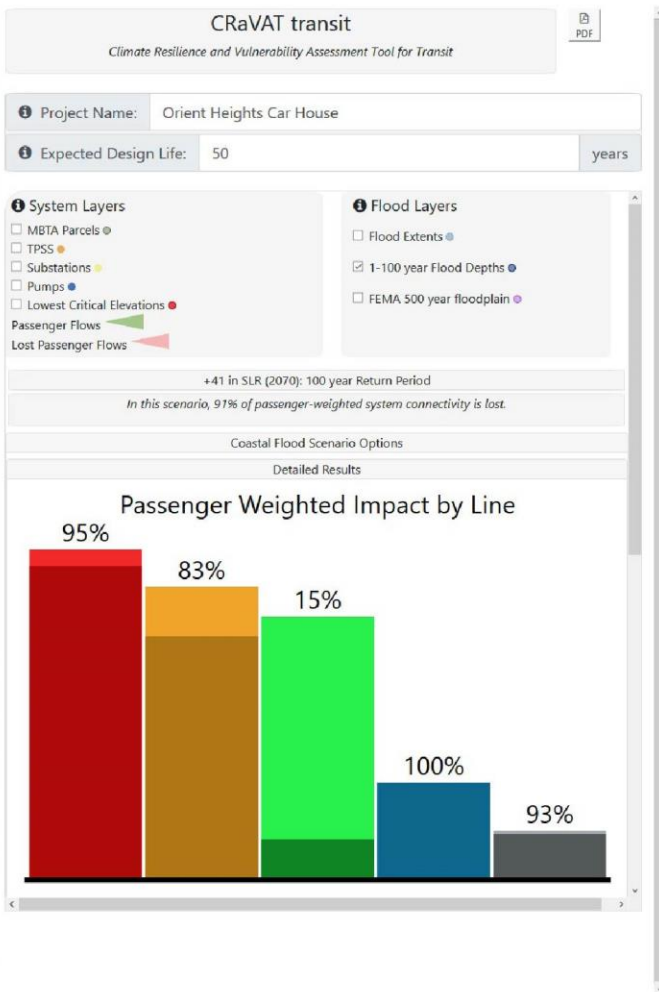 CRaVAT transit
Climate Resilience and Vulnerability Assessment Tool for Transit
PDF
Project Name: Orient Heights Car House
Expected Design Life: 50 years
System Layers
MBTA Parcels
TPSS
Substations
Pumps
Lowest Critical Elevations
Passenger Flows
Lost Passenger Flows
Flood Layers
Flood Extents
1-100 year Flood Depths
FEMA 500 year floodplain
+41 in SLR (2070): 100 year Return Period
In this scenario, 91% of passenger-weighted system connectivity is lost.
Coastal Flood Scenario Options
Detailed Results
Passenger Weighted Impact by Line
95%
83%
15%
100%
93%